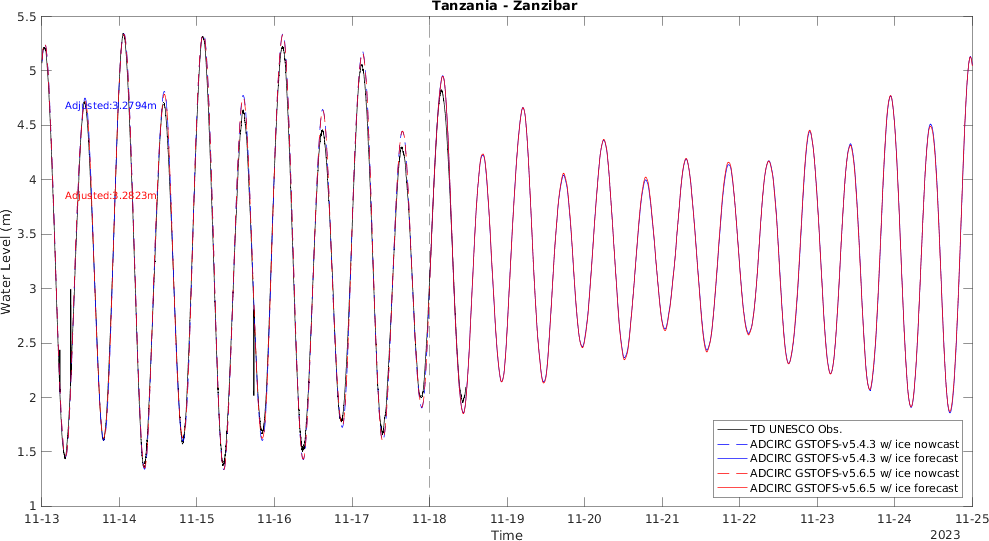 Tanzania - Zanzibar
5.5
5
4.5
4
3.5
3
2.5
2
1.5
1
Water Level (m)
Adjusted:3.2794m
Adjusted:3.2823m
TD UNESCO Obs.
ADCIRC GSTOFS-v5.4.3 w/ ice nowcast
ADCIRC GSTOFS-v5.4.3 w/ ice forecast
ADCIRC GSTOFS-v5.6.5 w/ ice nowcast
ADCIRC GSTOFS-v5.6.5 w/ ice forecast
11-13 11-14 11-15 11-16 11-16 11-17 11-18 11-19 11-20 11-21 11-22 11-23 11-24 11-25
Time
2023